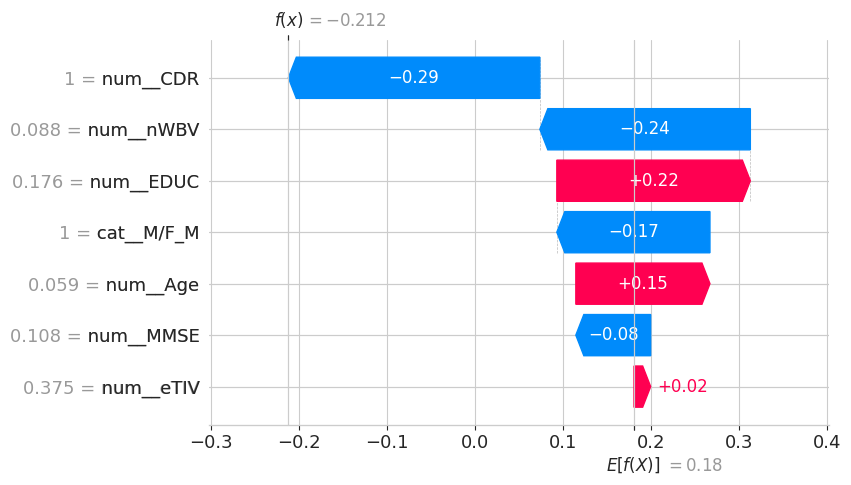 f(x) = −0.212
1 = num__CDR −0.29
0.088 = num__nWBV −0.24
0.176 = num__EDUC +0.22
1 = cat__M/F_M −0.17
0.059 = num__Age +0.15
0.108 = num__MMSE −0.08
0.375 = num__eTIV +0.02
−0.3 −0.2 −0.1 0.0 0.1 0.2 0.3 0.4
E[f(X)] = 0.18